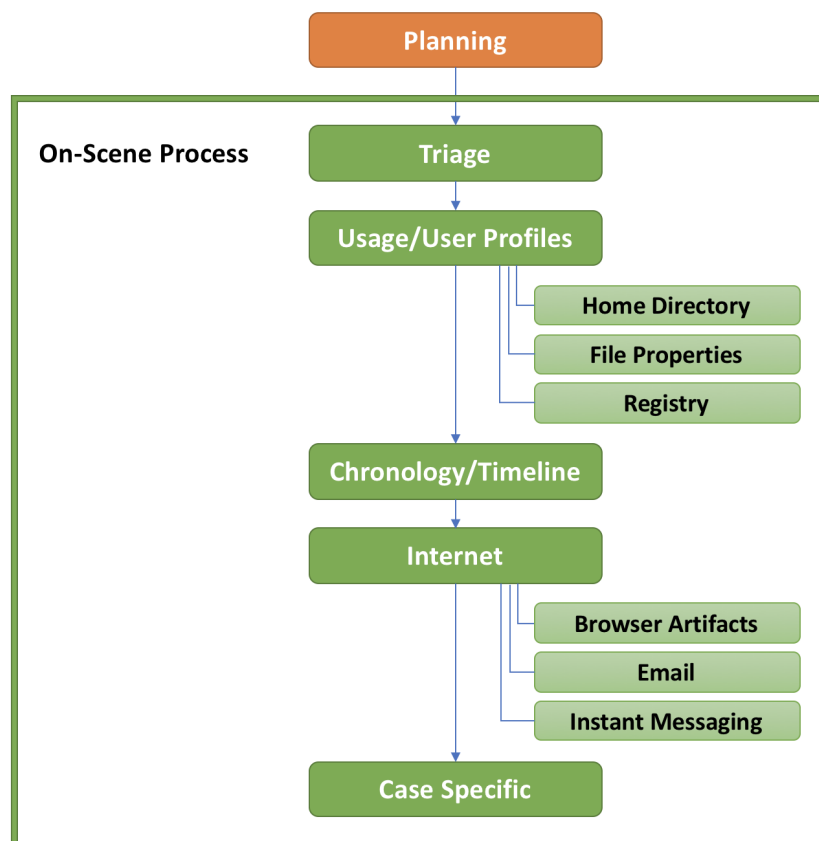 Planning
On-Scene Process
Triage
Usage/User Profiles
Home Directory
File Properties
Registry
Chronology/Timeline
Internet
Browser Artifacts
Email
Instant Messaging
Case Specific